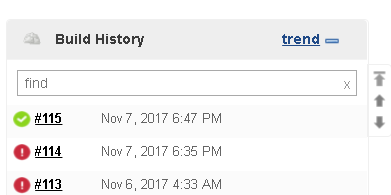 Build History trend
find x
#115 Nov 7, 2017 6:47 PM
#114 Nov 7, 2017 6:35 PM
#113 Nov 6, 2017 4:33 AM